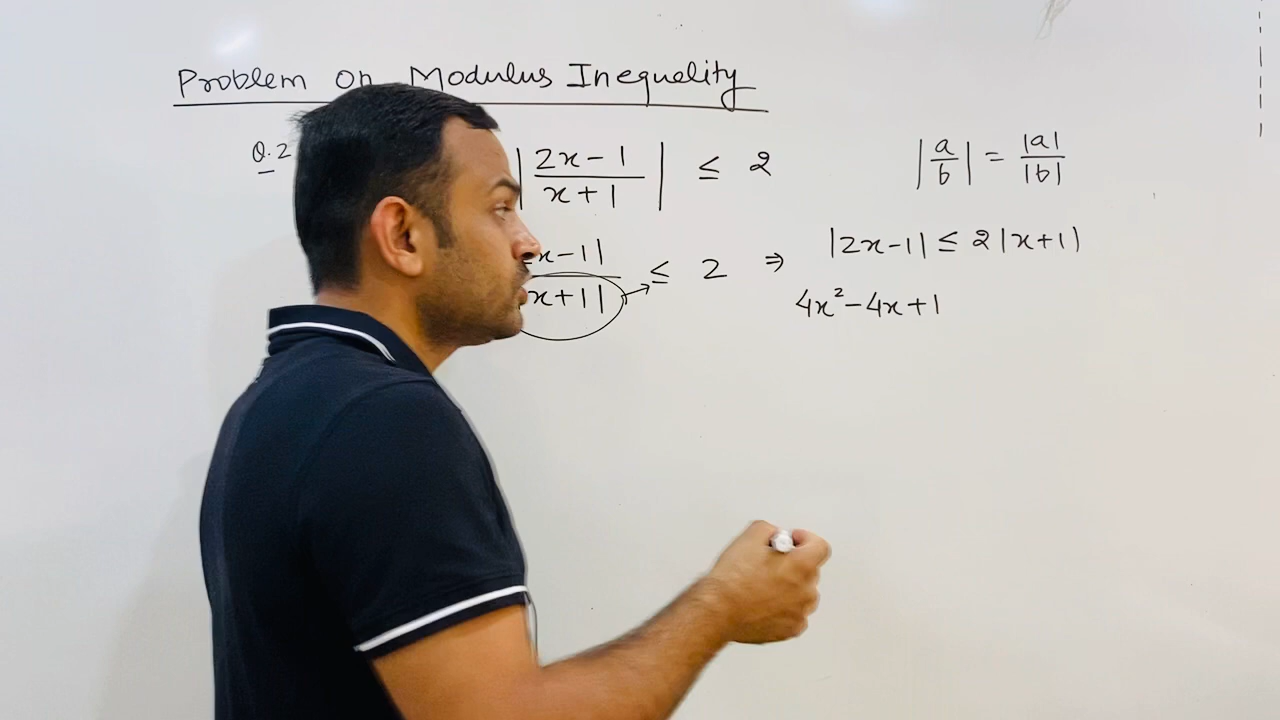 Problem on Modulus Inequality
Q.2 |2x-1/x+1| ≤ 2
|a/b| = |a|/|b|
x-1|/x+1| ≤ 2 ⇒ |2x-1| ≤ 2|x+1|
4x²-4x+1